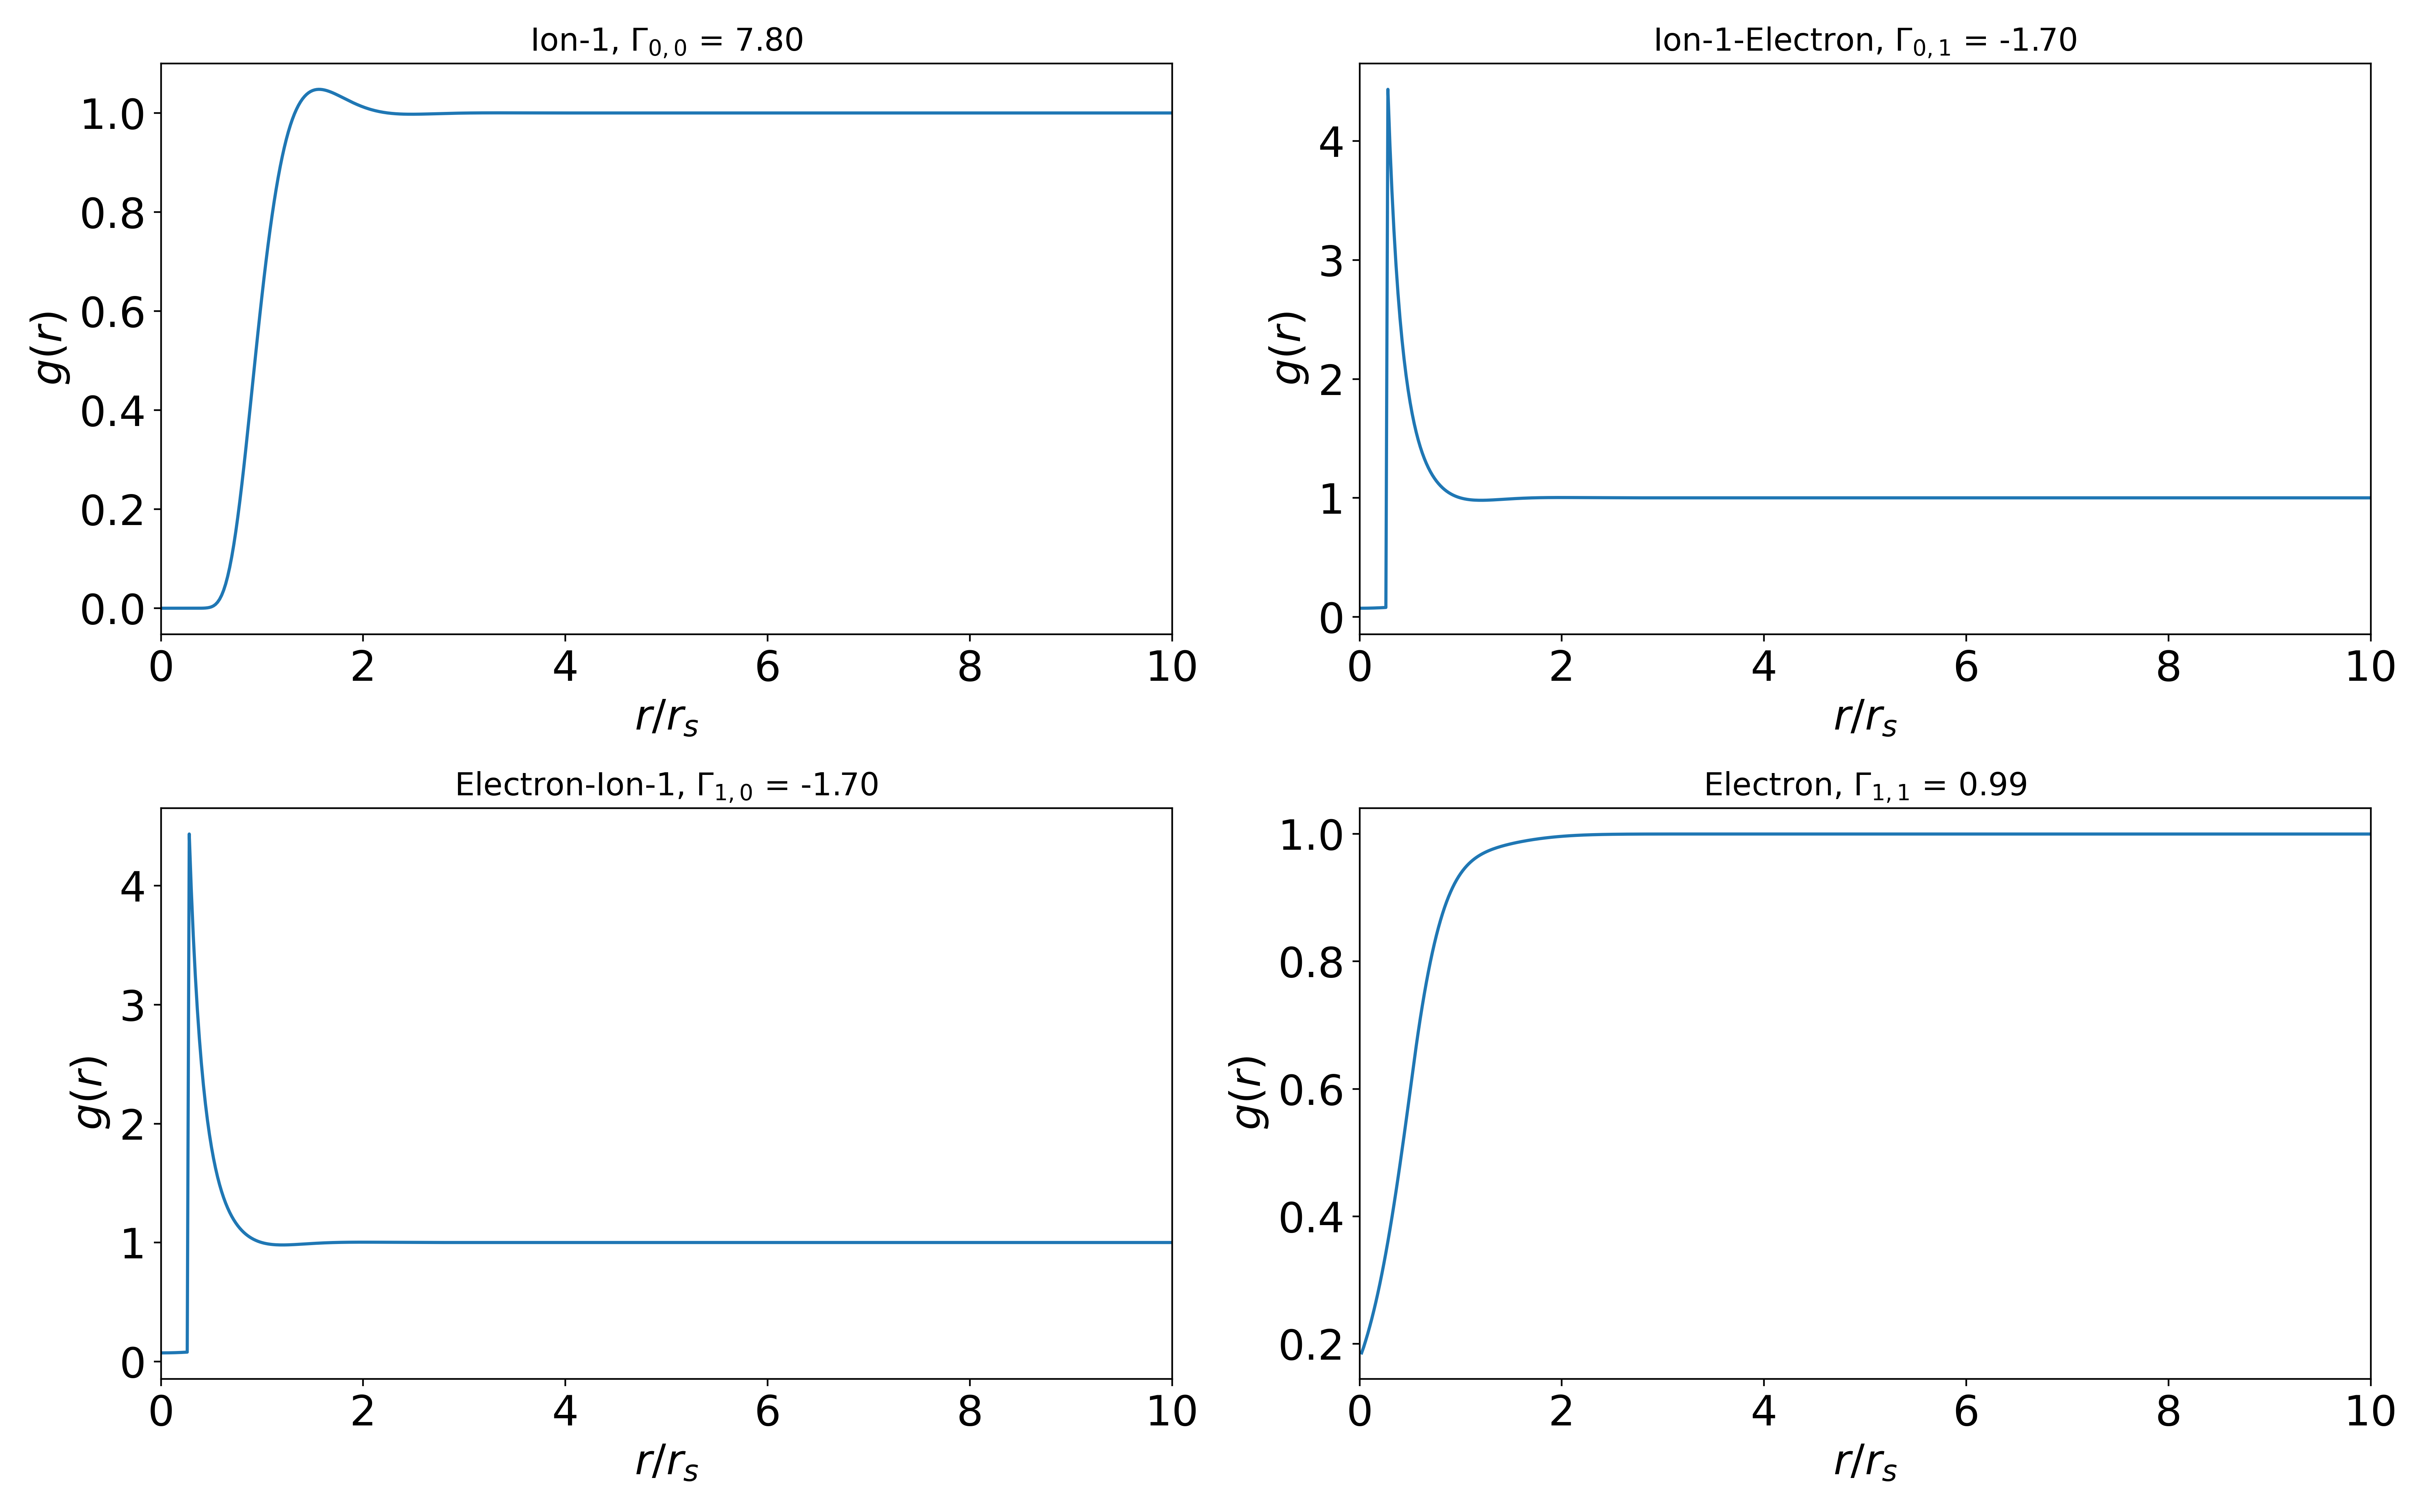 Ion-1, Γ0,0 = 7.80
g(r)
1.0
0.8
0.6
0.4
0.2
0.0
0 2 4 6 8 10
r/rs
Ion-1-Electron, Γ0,1 = -1.70
g(r)
4
3
2
1
0
0 2 4 6 8 10
r/rs
Electron-Ion-1, Γ1,0 = -1.70
g(r)
4
3
2
1
0
0 2 4 6 8 10
r/rs
Electron, Γ1,1 = 0.99
g(r)
1.0
0.8
0.6
0.4
0.2
0 2 4 6 8 10
r/rs